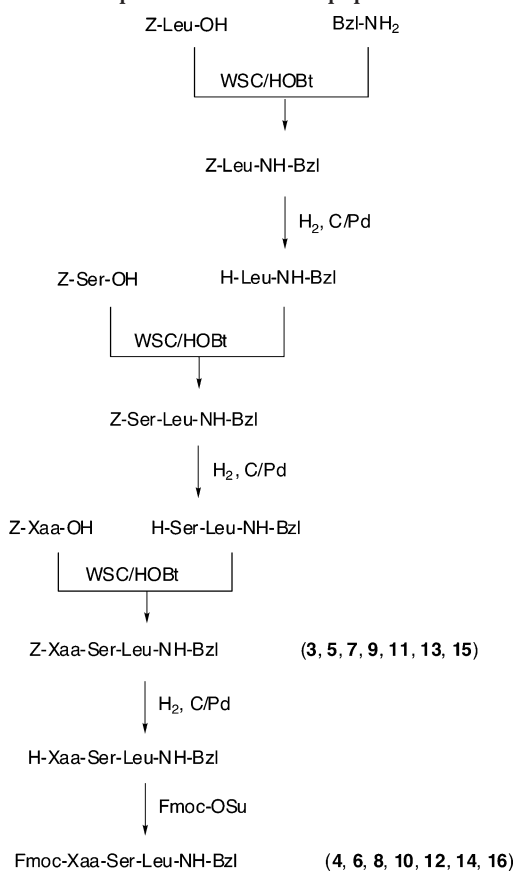 Z-Leu-OH Bzl-NH2
WSC/HOBt
Z-Leu-NH-Bzl
H2, C/Pd
Z-Ser-OH H-Leu-NH-Bzl
WSC/HOBt
Z-Ser-Leu-NH-Bzl
H2, C/Pd
Z-Xaa-OH H-Ser-Leu-NH-Bzl
WSC/HOBt
Z-Xaa-Ser-Leu-NH-Bzl (3, 5, 7, 9, 11, 13, 15)
H2, C/Pd
H-Xaa-Ser-Leu-NH-Bzl
Fmoc-OSu
Fmoc-Xaa-Ser-Leu-NH-Bzl (4, 6, 8, 10, 12, 14, 16)